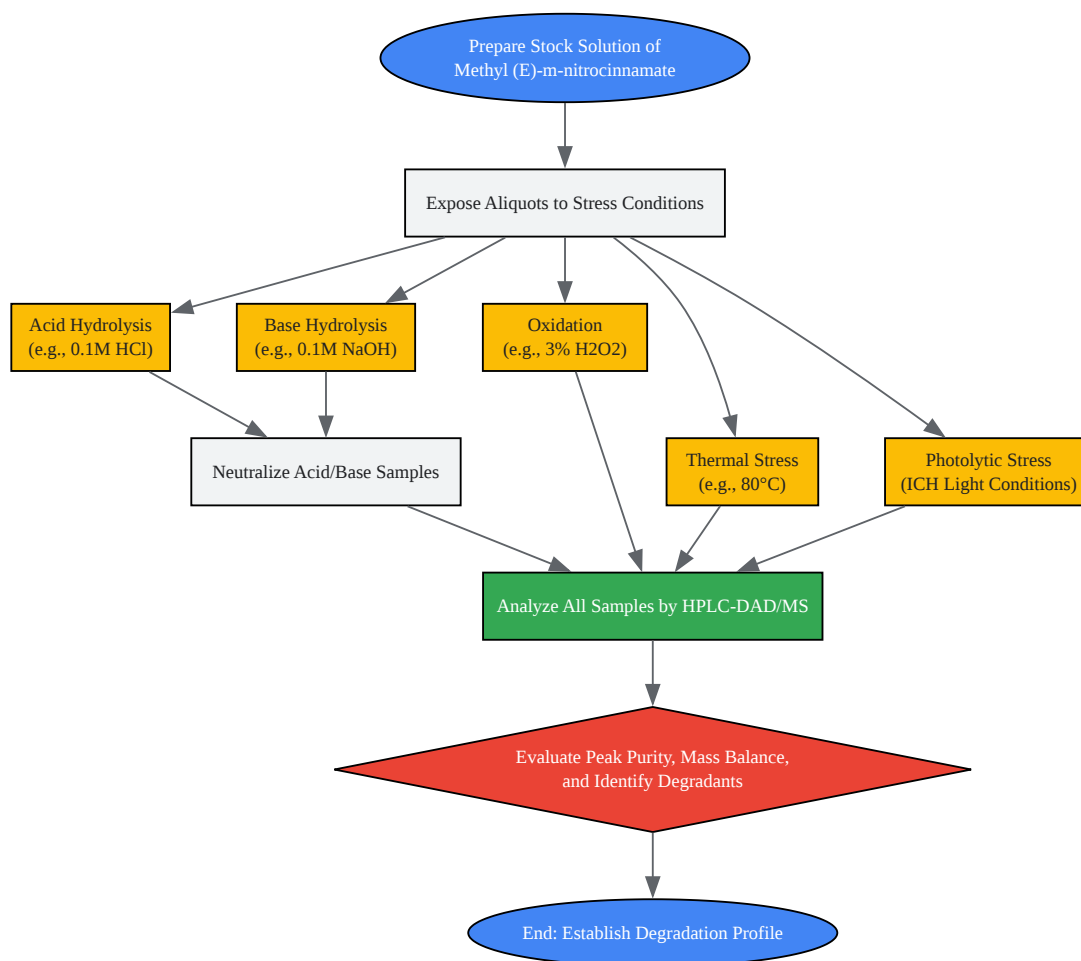 Prepare Stock Solution of
Methyl (E)-m-nitrocinnamate
Expose Aliquots to Stress Conditions
Acid Hydrolysis
(e.g., 0.1M HCl)
Base Hydrolysis
(e.g., 0.1M NaOH)
Oxidation
(e.g., 3% H2O2)
Neutralize Acid/Base Samples
Thermal Stress
(e.g., 80°C)
Photolytic Stress
(ICH Light Conditions)
Analyze All Samples by HPLC-DAD/MS
Evaluate Peak Purity, Mass Balance,
and Identify Degradants
End: Establish Degradation Profile